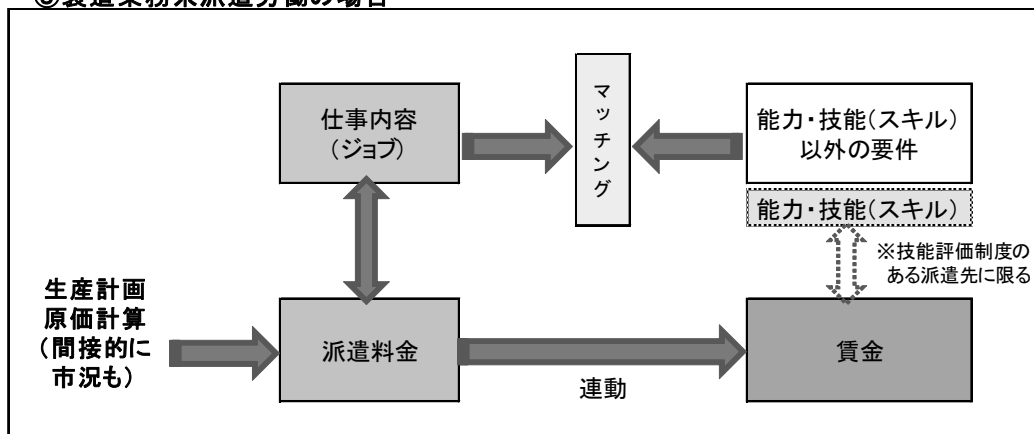 製造業務系派遣労働の場合
仕事内容
(ジョブ)
マッチング
能力・技能(スキル)
以外の要件
能力・技能(スキル)
※技能評価制度の
ある派遣先に限る
生産計画
原価計算
(間接的に
市況も)
派遣料金
連動
賃金